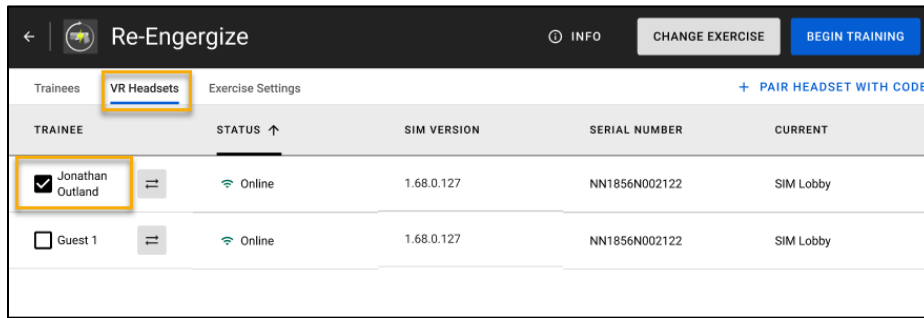 Re-Engergize INFO CHANGE EXERCISE BEGIN TRAINING
Trainees VR Headsets Exercise Settings + PAIR HEADSET WITH CODE
TRAINEE STATUS SIM VERSION SERIAL NUMBER CURRENT
Jonathan
Outland Online 1.68.0.127 NN1856N002122 SIM Lobby
Guest 1 Online 1.68.0.127 NN1856N002122 SIM Lobby